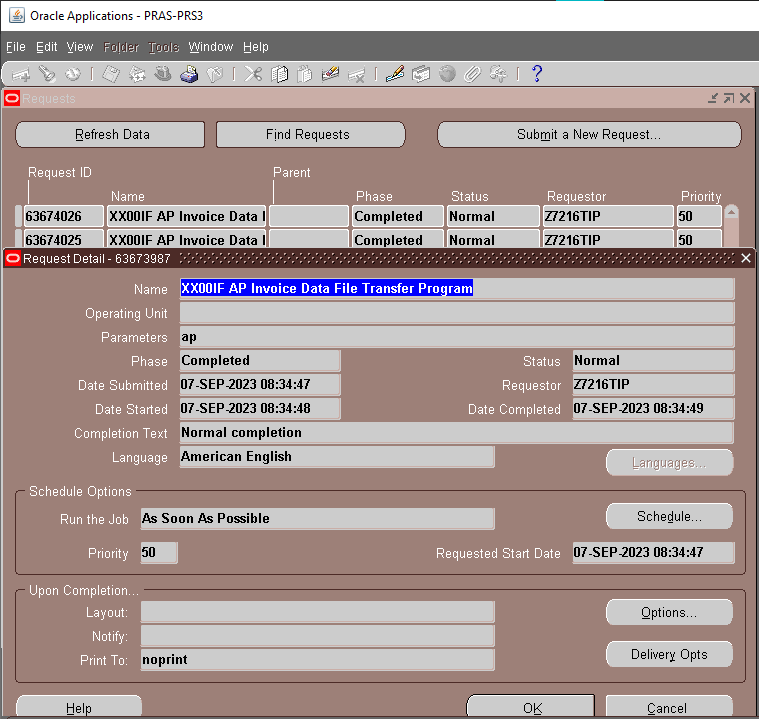 Oracle Applications - PRAS-PRS3
File Edit View Folder Tools Window Help
Requests
Refresh Data Find Requests Submit a New Request...
Request ID Parent
Name Phase Status Requestor Priority
63674026 XX00IF AP Invoice Data I Completed Normal Z7216TIP 50
63674025 XX00IF AP Invoice Data I Completed Normal Z7216TIP 50
Request Detail - 63673987
Name XX00IF AP Invoice Data File Transfer Program
Operating Unit
Parameters ap
Phase Completed Status Normal
Date Submitted 07-SEP-2023 08:34:47 Requestor Z7216TIP
Date Started 07-SEP-2023 08:34:48 Date Completed 07-SEP-2023 08:34:49
Completion Text Normal completion
Language American English Languages...
Schedule Options
Run the Job As Soon As Possible Schedule...
Priority 50 Requested Start Date 07-SEP-2023 08:34:47
Upon Completion...
Layout: Options...
Notify:
Print To: noprint Delivery Opts
Help OK Cancel